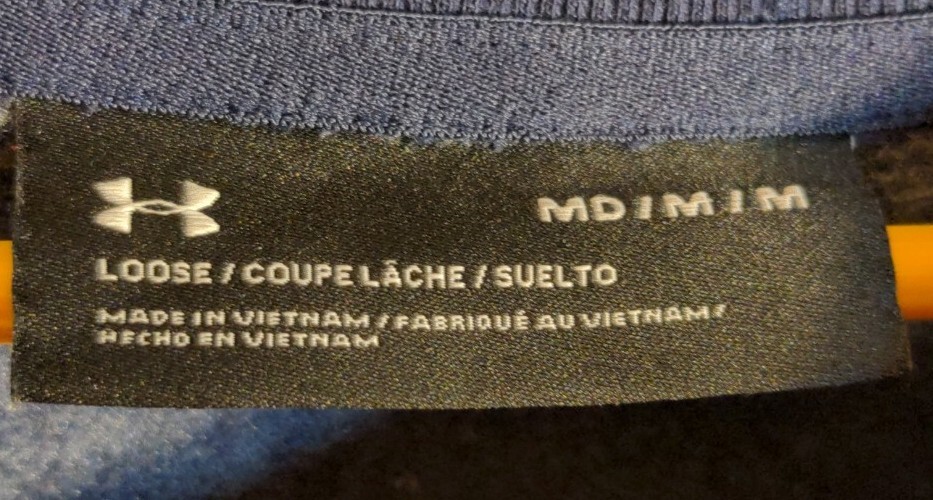 MD / M / M
LOOSE / COUPE LÂCHE / SUELTO
MADE IN VIETNAM / FABRIQUÉ AU VIETNAM /
HECHO EN VIETNAM